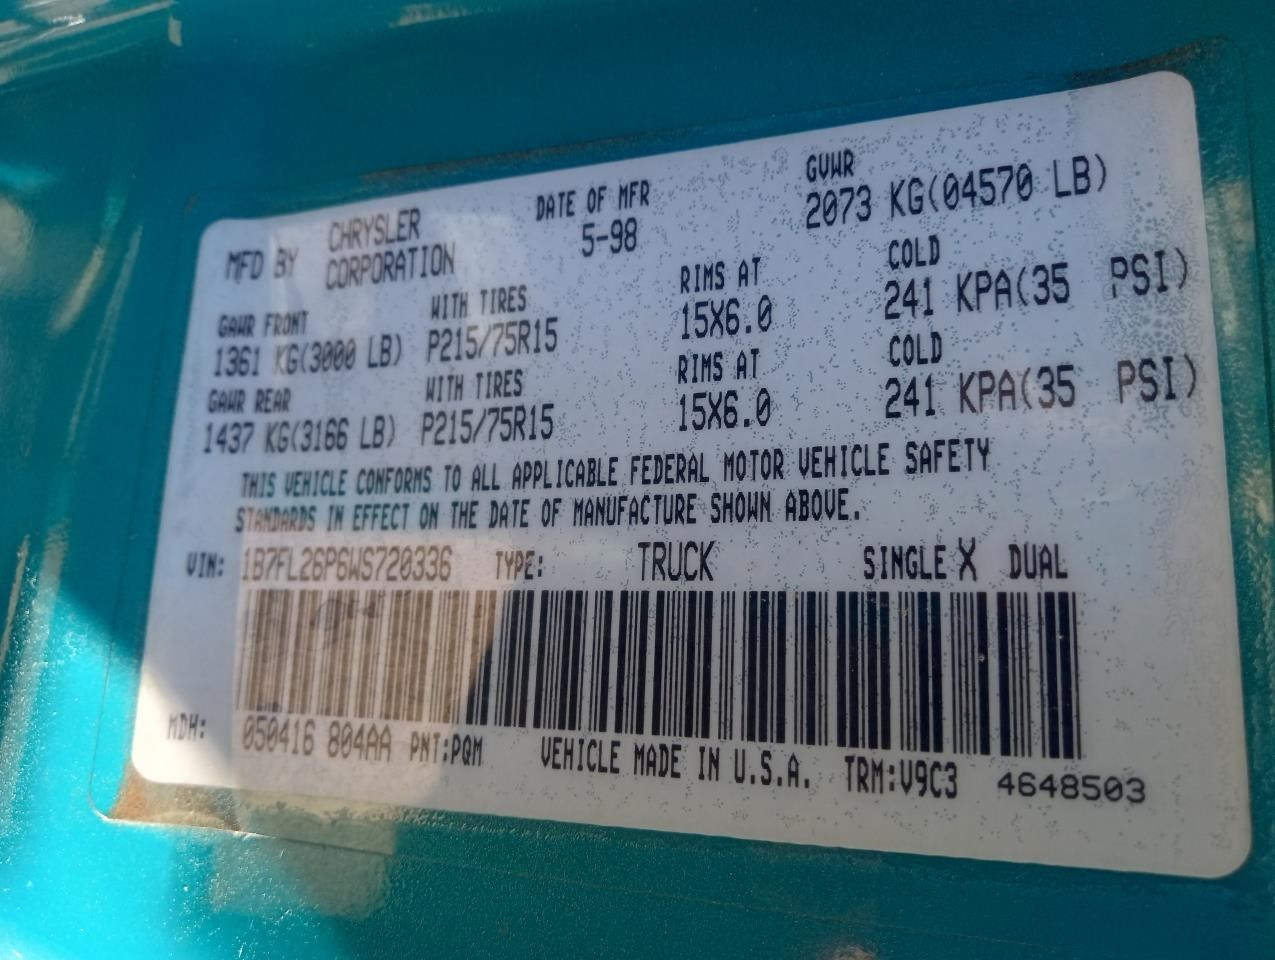 MFD BY CHRYSLER CORPORATION DATE OF MFR 5-98 GVWR 2073 KG(04570 LB)
GAWR FRONT WITH TIRES RIMS AT COLD
1361 KG(3000 LB) P215/75R15 15X6.0 241 KPA(35 PSI)
GAWR REAR WITH TIRES RIMS AT COLD
1437 KG(3166 LB) P215/75R15 15X6.0 241 KPA(35 PSI)
THIS VEHICLE CONFORMS TO ALL APPLICABLE FEDERAL MOTOR VEHICLE SAFETY
STANDARDS IN EFFECT ON THE DATE OF MANUFACTURE SHOWN ABOVE.
VIN: 1B7FL26P6WS720336 TYPE: TRUCK SINGLE X DUAL
MDH: 050416 804AA PNT:PQM VEHICLE MADE IN U.S.A. TRM:V9C3 4648503